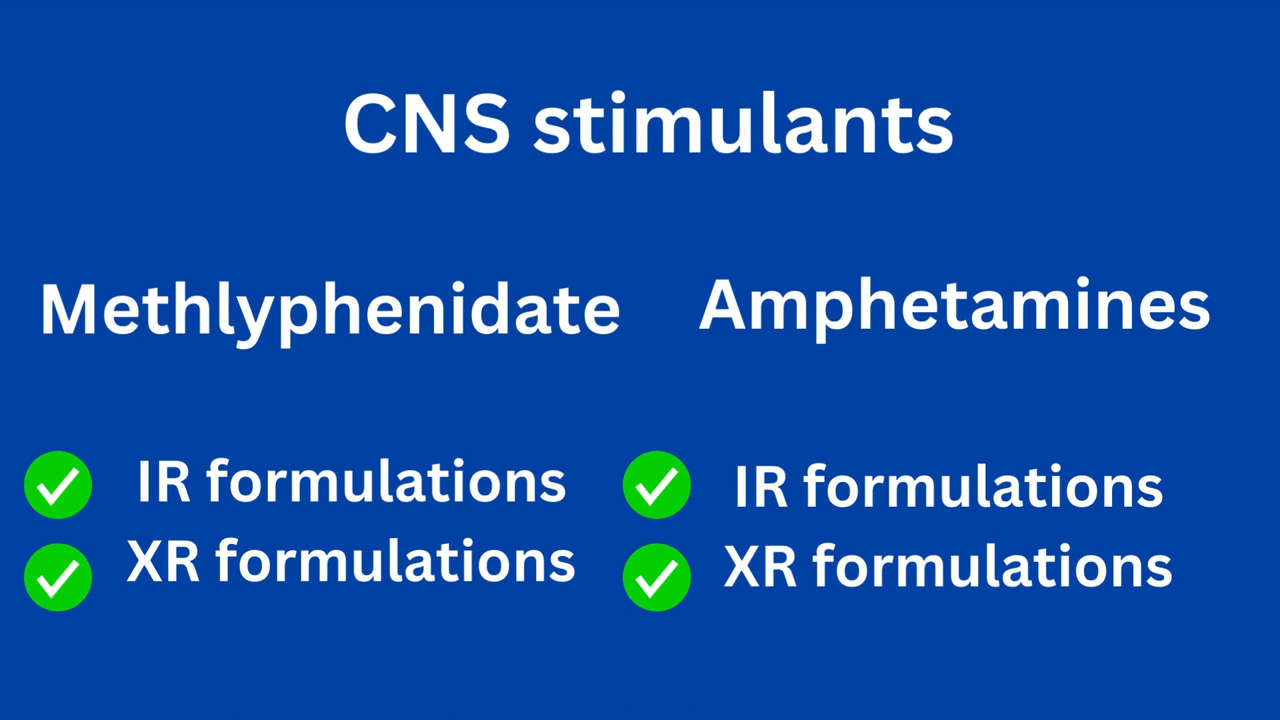 CNS stimulants
Methlyphenidate
Amphetamines
IR formulations
XR formulations
IR formulations
XR formulations